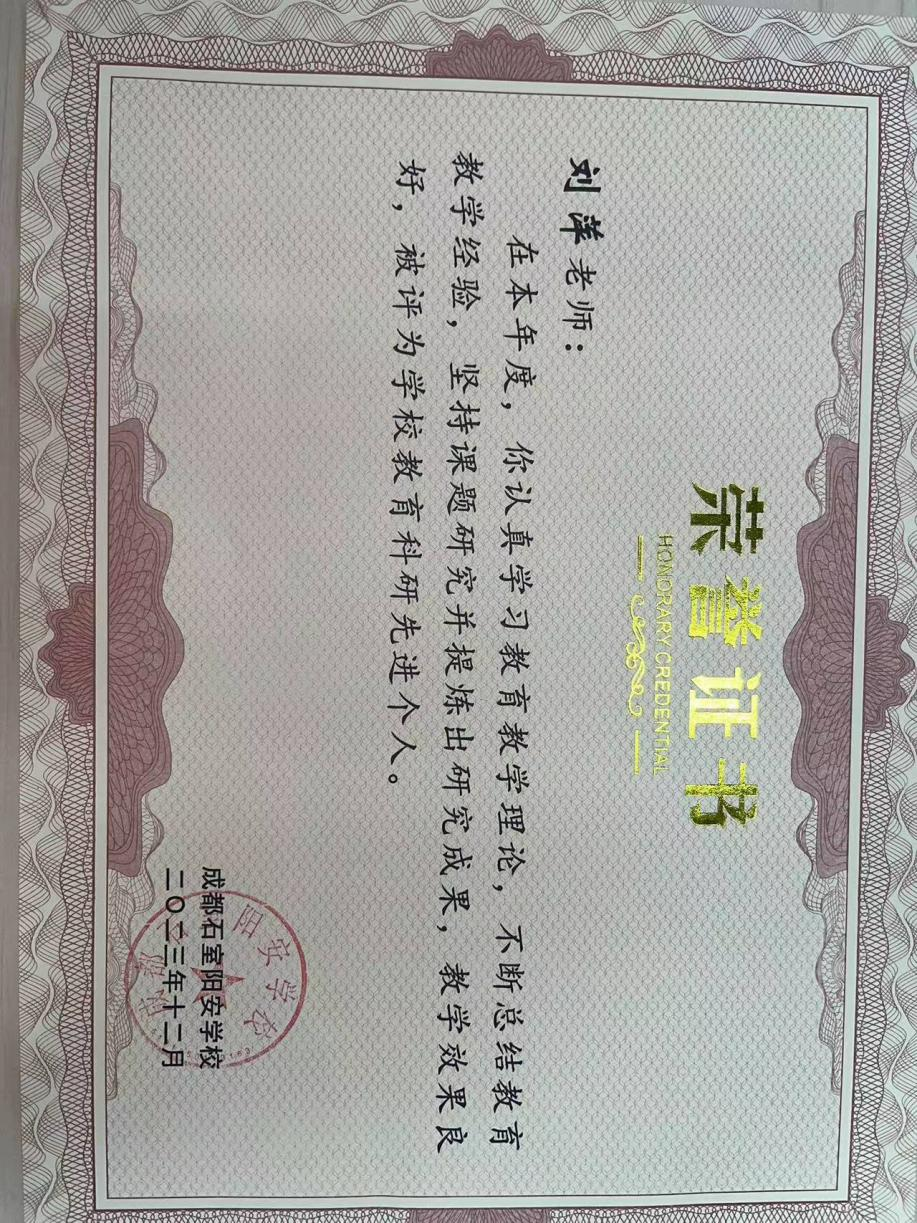 荣誉证书
HONORARY CREDENTIAL
刘萍老师：
在本年度，你认真学习教育教学理论，不断总结教育
教学经验，坚持课题研究并提炼出研究成果，教学效果良
好，被评为学校教育科研先进个人。
成都石室阳安学校
二〇二三年十二月